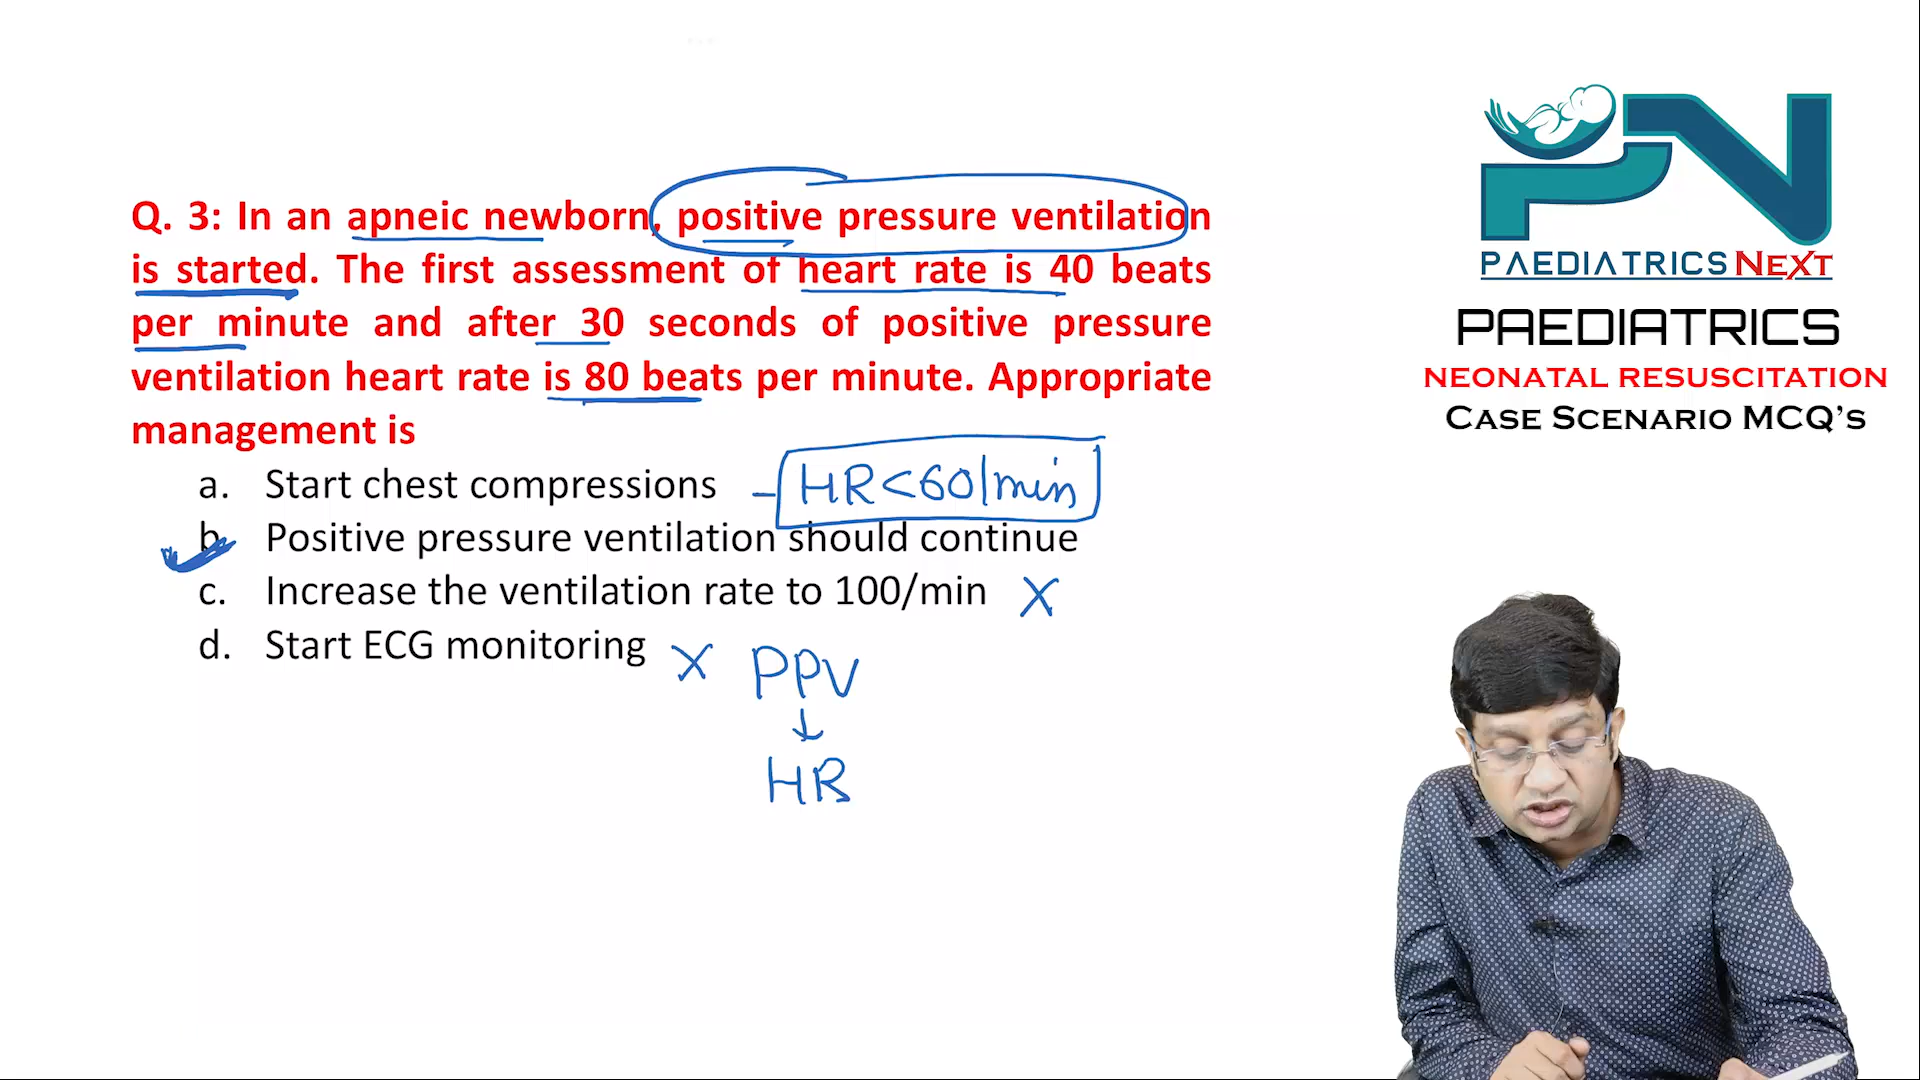 Q. 3: In an apneic newborn, positive pressure ventilation
is started. The first assessment of heart rate is 40 beats
per minute and after 30 seconds of positive pressure
ventilation heart rate is 80 beats per minute. Appropriate
management is
a. Start chest compressions - HR<60/min
b. Positive pressure ventilation should continue
c. Increase the ventilation rate to 100/min X
d. Start ECG monitoring X
PPV
↓
HR
PN
PAEDIATRICS NEXT
PAEDIATRICS
NEONATAL RESUSCITATION
CASE SCENARIO MCQ'S